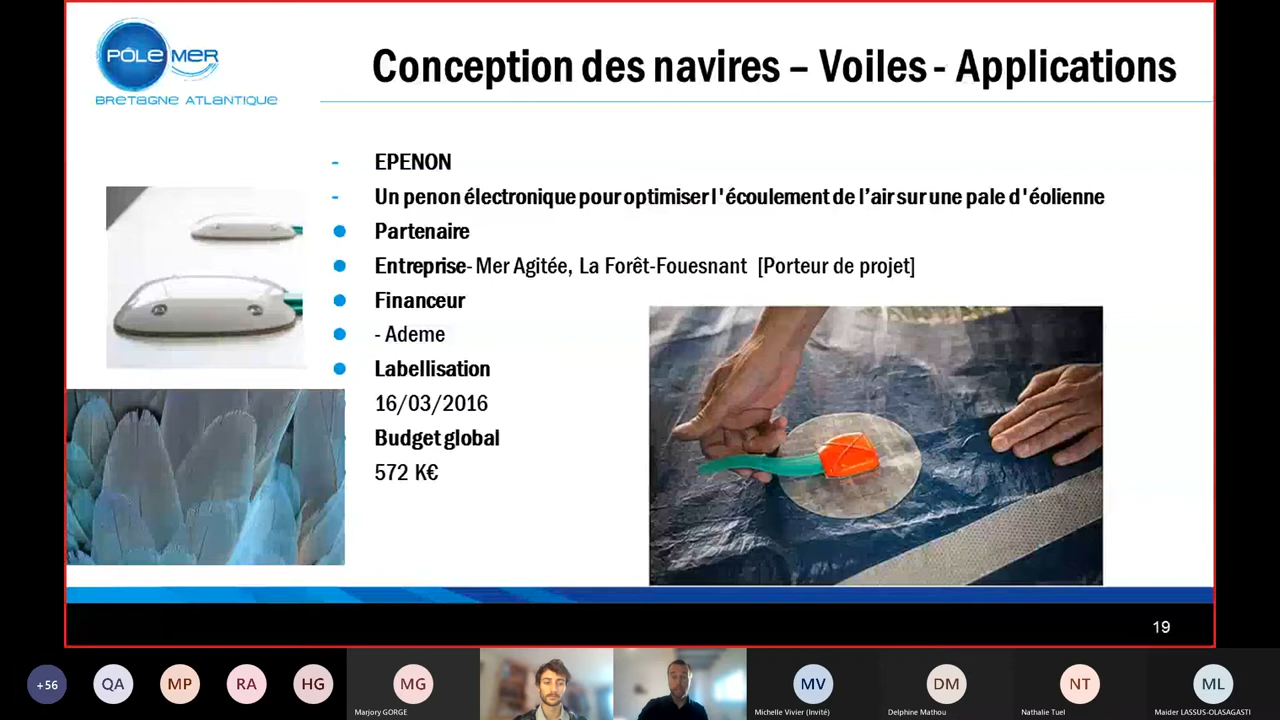 PÔLE MER
BRETAGNE ATLANTIQUE
Conception des navires – Voiles - Applications
- EPENON
- Un penon électronique pour optimiser l'écoulement de l’air sur une pale d'éolienne
Partenaire
Entreprise- Mer Agitée, La Forêt-Fouesnant [Porteur de projet]
Financeur
- Ademe
Labellisation
16/03/2016
Budget global
572 K€
19
+56
QA
MP
RA
HG
MG
Marjory GORGE
MV
Michelle Vivier (Invité)
DM
Delphine Mathou
NT
Nathalie Tuel
ML
Maider LASSUS-OLASAGASTI